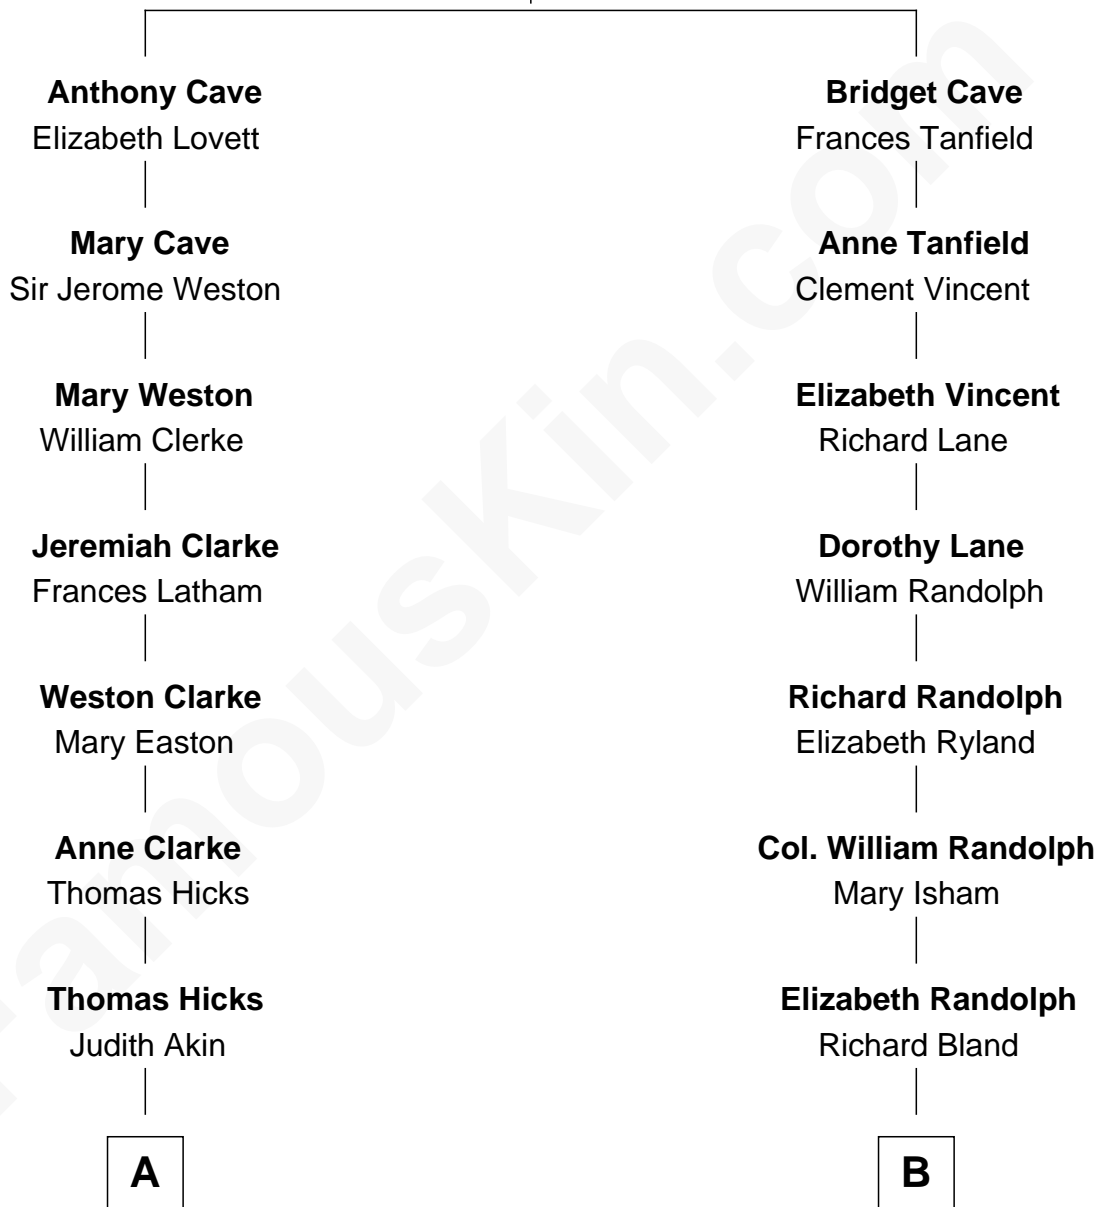 Anthony Cave
Elizabeth Lovett
Mary Cave
Sir Jerome Weston
Mary Weston
William Clerke
Jeremiah Clarke
Frances Latham
Weston Clarke
Mary Easton
Anne Clarke
Thomas Hicks
Thomas Hicks
Judith Akin
A
Bridget Cave
Frances Tanfield
Anne Tanfield
Clement Vincent
Elizabeth Vincent
Richard Lane
Dorothy Lane
William Randolph
Richard Randolph
Elizabeth Ryland
Col. William Randolph
Mary Isham
Elizabeth Randolph
Richard Bland
B
FamousKin.com